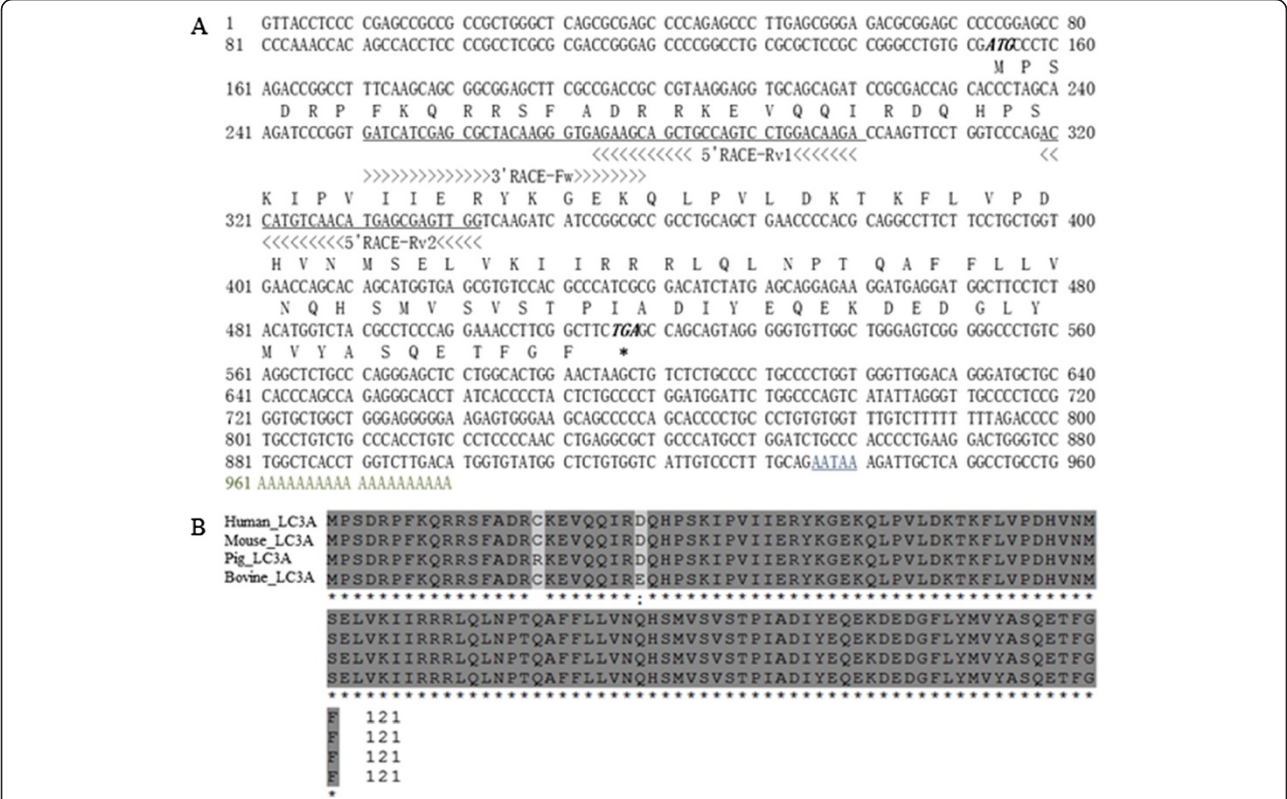 A
1 GTTACCTCCC CGAGCCGCCG CCGCTGGGCT CAGCGCGAGC CCCAGAGCCC TTGAGCGGGA GACGCGGAGC CCCCGGAGCC 80
81 CCCAAACCAC AGCCACCTCC CCGCCTCGCG CGACCGGGAG CCCCGGCCTG CGCGCTCCGC CGGGCCTGTG CGATGCCCTC 160
M P S
161 AGACCGGCCT TTCAAGCAGC GGCGGAGCTT CGCCGACCGC CGTAAGGAGG TGCAGCAGAT CCGCGACCAG CACCCTAGCA 240
D R P F K Q R R S F A D R R K E V Q Q I R D Q H P S
241 AGATCCCGGT GATCATCGAG CGCTACAAGG GTGAGAAGCA GCTGCCAGTC CTGGACAAGA CCAAGTTCCT GGTCCCAGAC 320
<<<<<<<<<<<< 5'RACE-Rv1<<<<<<< <<
>>>>>>>>>>>>>>3'RACE-Fw>>>>>>>>
K I P V I I E R Y K G E K Q L P V L D K T K F L V P D
321 CATGTCAACA TGAGCGAGTT GGTCAAGATC ATCCGGCGCC GCCTGCAGCT GAACCCCACG CAGGCCTTCT TCCTGCTGGT 400
<<<<<<<<<5'RACE-Rv2<<<<<
H V N M S E L V K I I R R R L Q L N P T Q A F F L L V
401 GAACCAGCAC AGCATGGTGA GCGTGTCCAC GCCCATCGCG GACATCTATG AGCAGGAGAA GGATGAGGAT GGCTTCCTCT 480
N Q H S M V S V S T P I A D I Y E Q E K D E D G L Y
481 ACATGGTCTA CGCCTCCCAG GAAACCTTCG GCTTCTGAGC CAGCAGTAGG GGGTGTTGGC TGGGAGTCGG GGGCCCTGTC 560
M V Y A S Q E T F G F *
561 AGGCTCTGCC CAGGGAGCTC CTGGCACTGG AACTAAGCTG TCTCTGCCCC TGCCCCTGGT GGGTTGGACA GGGATGCTGC 640
641 CACCCAGCCA GAGGGCACCT ATCACCCCTA CTCTGCCCCT GGATGGATTC TGGCCCAGTC ATATTAGGGT TGCCCCTCCG 720
721 GGTGCTGGCT GGGAGGGGGA AGAGTGGGAA GCAGCCCCCA GCACCCCTGC CCTGTGTGGT TTGTCTTTTT TTTAGACCCC 800
801 TGCCTGTCTG CCCACCTGTC CCTCCCCAAC CTGAGGCGCT GCCCATGCCT GGATCTGCCC ACCCCTGAAG GACTGGGTCC 880
881 TGGCTCACCT GGTCTTGACA TGGTGTATGG CTCTGTGGTC ATTGTCCCTT TGCAGAATAA AGATTGCTCA GGCCTGCCTG 960
961 AAAAAAAAAA AAAAAAAAAA
B
Human_LC3A MPSDRPFKQRRSFADRCKEVQQIRDQHPSKIPVIIERYKGEKQLPVLDKTKFLVPDHVNM
Mouse_LC3A MPSDRPFKQRRSFADRCKEVQQIRDQHPSKIPVIIERYKGEKQLPVLDKTKFLVPDHVNM
Pig_LC3A MPSDRPFKQRRSFADRRKEVQQIRDQHPSKIPVIIERYKGEKQLPVLDKTKFLVPDHVNM
Bovine_LC3A MPSDRPFKQRRSFADRCKEVQQIREQHPSKIPVIIERYKGEKQLPVLDKTKFLVPDHVNM
**************** *******:***********************************
SELVKIIRRRLQLNPTQAFFLLVNQHSMVSVSTPIADIYEQEKDEDGFLYMVYASQETFG
SELVKIIRRRLQLNPTQAFFLLVNQHSMVSVSTPIADIYEQEKDEDGFLYMVYASQETFG
SELVKIIRRRLQLNPTQAFFLLVNQHSMVSVSTPIADIYEQEKDEDGFLYMVYASQETFG
SELVKIIRRRLQLNPTQAFFLLVNQHSMVSVSTPIADIYEQEKDEDGFLYMVYASQETFG
************************************************************
F 121
F 121
F 121
F 121
*